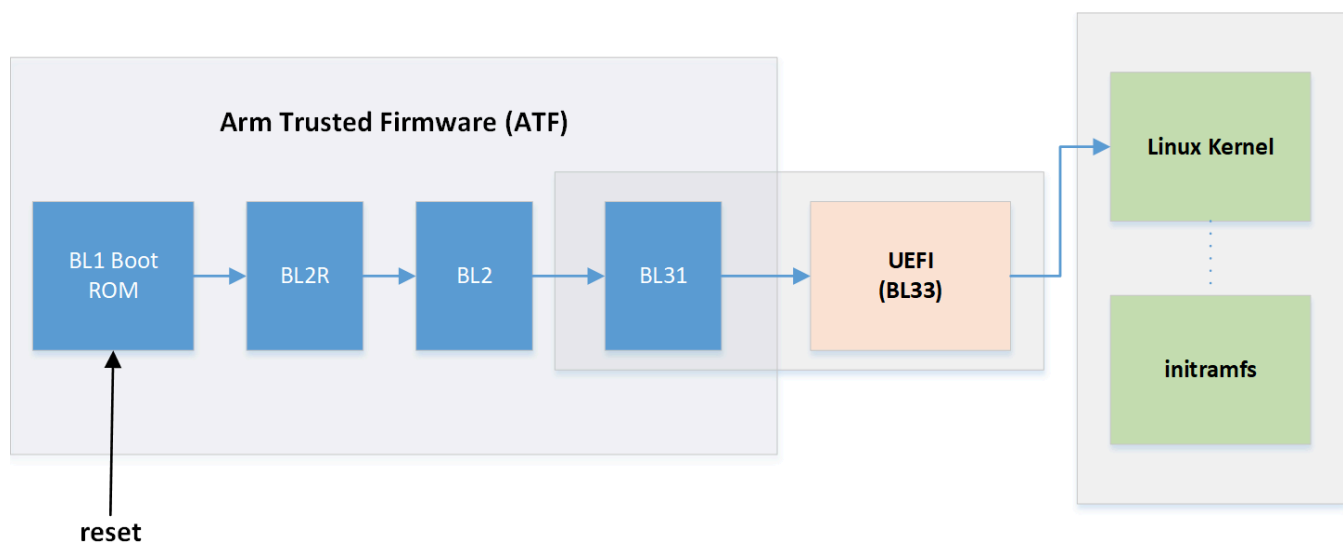 Arm Trusted Firmware (ATF)
BL1 Boot
ROM
BL2R
BL2
BL31
UEFI
(BL33)
Linux Kernel
initramfs
reset